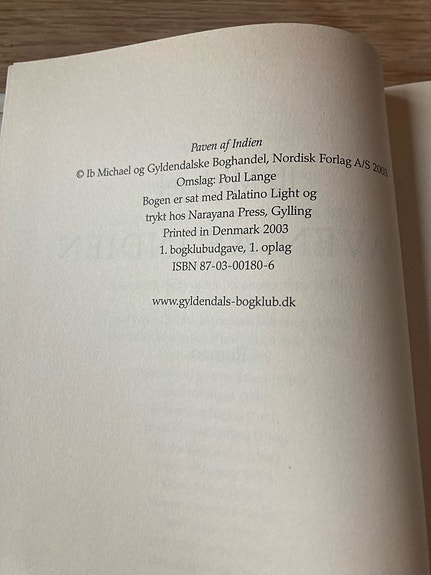 Paven af Indien
© Ib Michael og Gyldendalske Boghandel, Nordisk Forlag A/S 2003
Omslag: Poul Lange
Bogen er sat med Palatino Light og
trykt hos Narayana Press, Gylling
Printed in Denmark 2003
1. bogklubudgave, 1. oplag
ISBN 87-03-00180-6
www.gyldendals-bogklub.dk